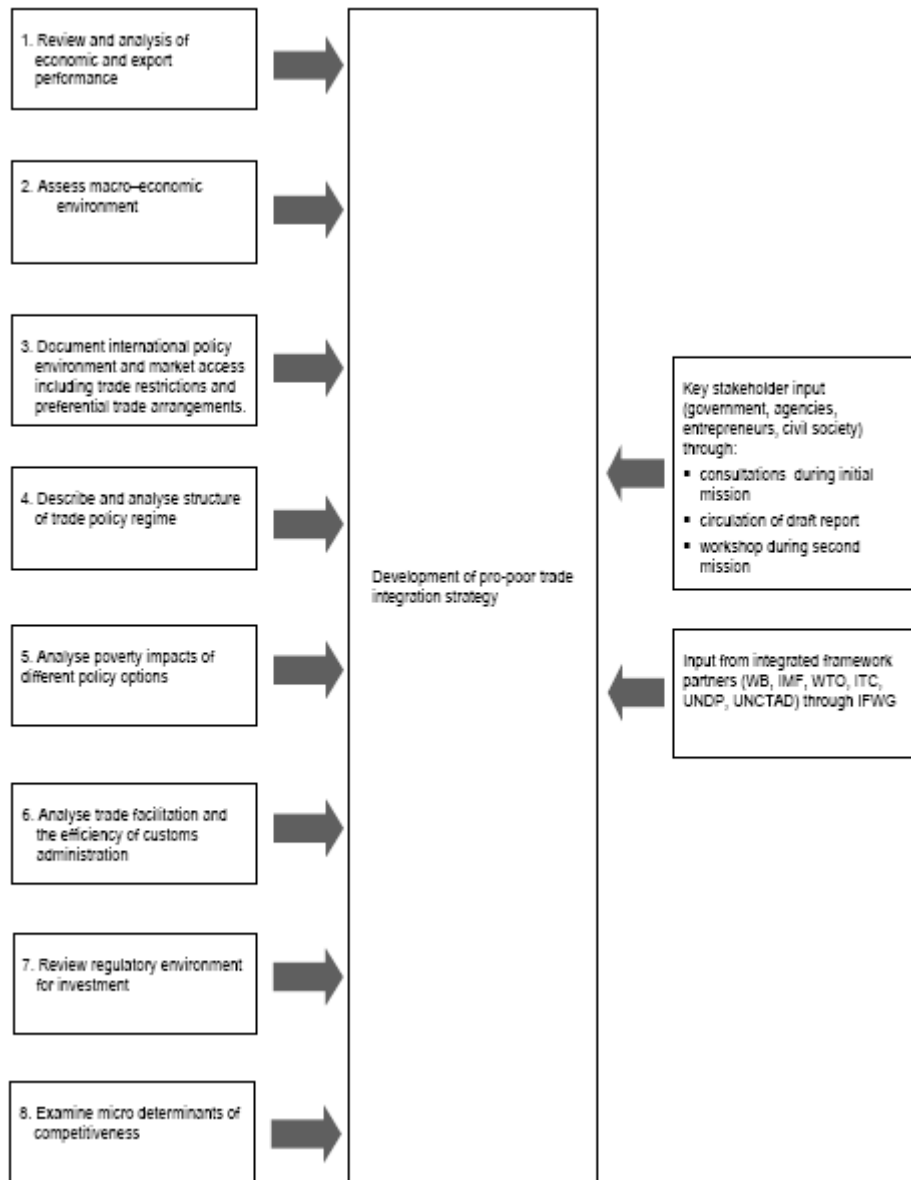 1. Review and analysis of
economic and export
performance
2. Assess macro–economic
environment
3. Document international policy
environment and market access
including trade restrictions and
preferential trade arrangements.
4. Describe and analyse structure
of trade policy regime
5. Analyse poverty impacts of
different policy options
6. Analyse trade facilitation and
the efficiency of customs
administration
7. Review regulatory environment
for investment
8. Examine micro determinants of
competitiveness
Development of pro-poor trade
integration strategy
Key stakeholder input
(government, agencies,
entrepreneurs, civil society)
through:
▪ consultations during initial
mission
▪ circulation of draft report
▪ workshop during second
mission
Input from integrated framework
partners (WB, IMF, WTO, ITC,
UNDP, UNCTAD) through IFWG